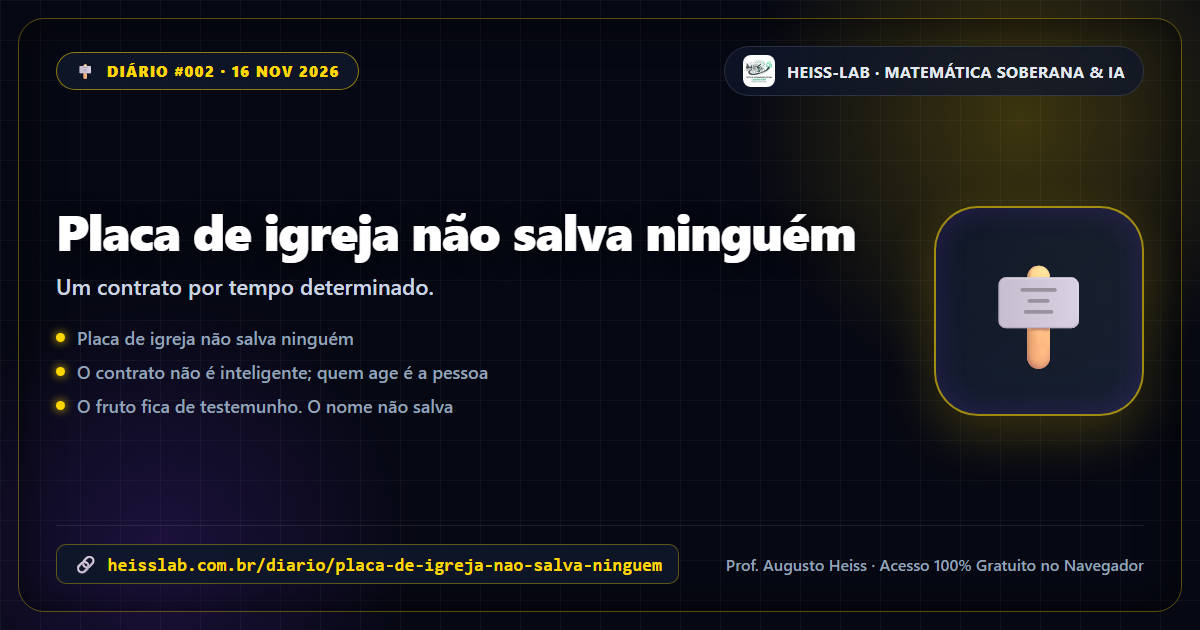 DIÁRIO #002 · 16 NOV 2026
HEISS-LAB · MATEMÁTICA SOBERANA & IA
Placa de igreja não salva ninguém
Um contrato por tempo determinado.
Placa de igreja não salva ninguém
O contrato não é inteligente; quem age é a pessoa
O fruto fica de testemunho. O nome não salva
heisslab.com.br/diario/placa-de-igreja-nao-salva-ninguem
Prof. Augusto Heiss · Acesso 100% Gratuito no Navegador